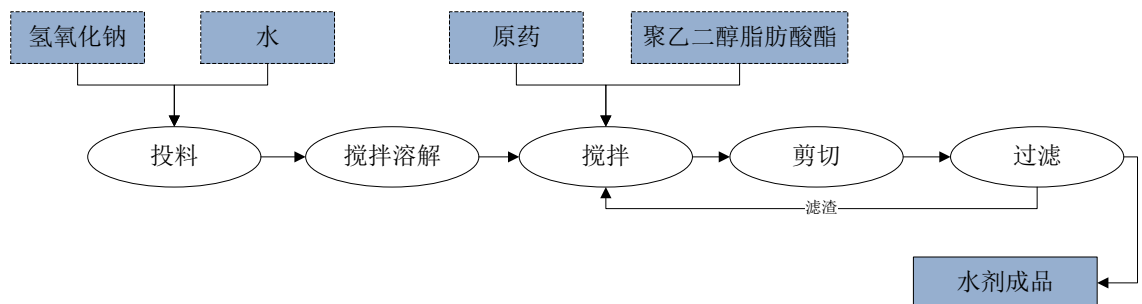 氢氧化钠
水
原药
聚乙二醇脂肪酸酯
投料
搅拌溶解
搅拌
剪切
过滤
滤渣
水剂成品